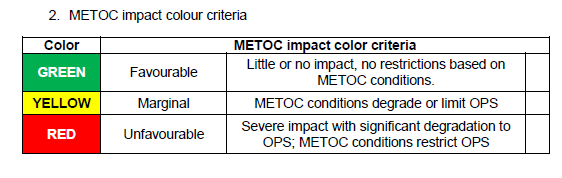 2. METOC impact colour criteria
Color METOC impact color criteria
GREEN Favourable Little or no impact, no restrictions based on
METOC conditions.
YELLOW Marginal METOC conditions degrade or limit OPS
RED Unfavourable Severe impact with significant degradation to
OPS; METOC conditions restrict OPS